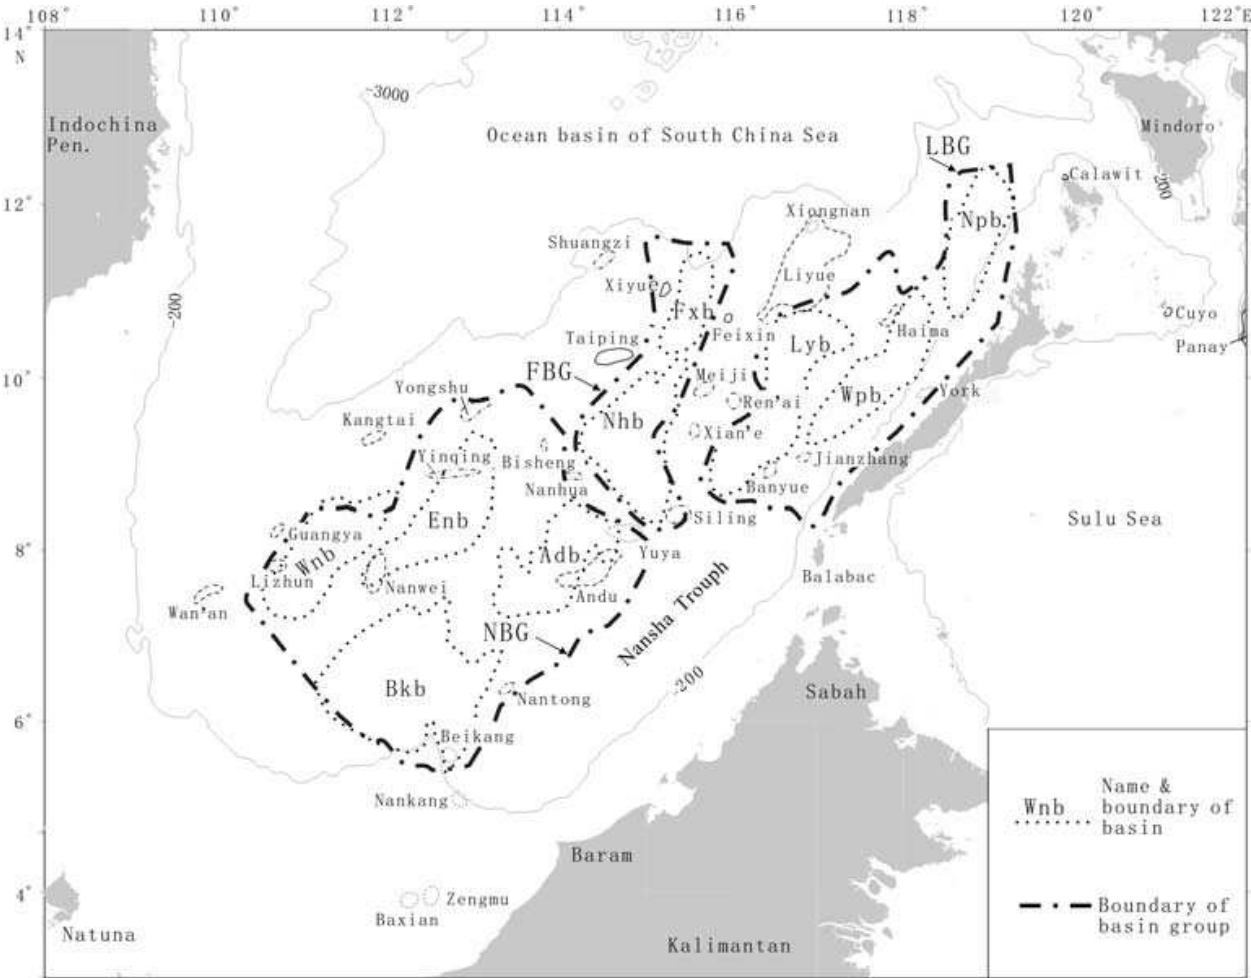 108°
110°
112°
114°
116°
118°
120°
122°E
14°
N
-3000
Indochina
Pen.
Ocean basin of South China Sea
LBG
Mindoro
Calawit
-200
12°
Npb
Xiongnan
Shuangzi
Liyue
Xiyue
-200
Fxb
Feixin
Haima
Cuyo
Taiping
Lyb
Panay
10°
FBG
Meiji
Yongshu
Ren'ai
Wpb
York
Kangtai
Nhb
Xian'e
Yinqing
Bisheng
Jianzhang
Nanhua
Banyue
Enb
Siling
Sulu Sea
Guangya
8°
Wnb
Adb
Yuya
Lizhun
Nanwei
Andu
Balabac
Wan'an
Nansha Trouph
NBG
-200
Bkb
Nantong
Sabah
6°
Beikang
Nankang
Wnb
Name &
boundary of
basin
Baram
4°
Zengmu
Baxian
Boundary of
basin group
Natuna
Kalimantan